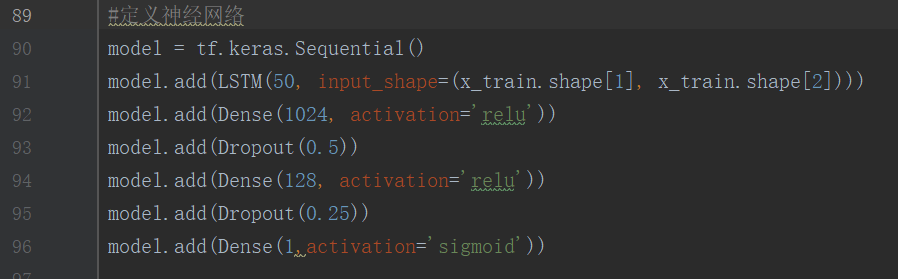 89 #定义神经网络
90 model = tf.keras.Sequential()
91 model.add(LSTM(50, input_shape=(x_train.shape[1], x_train.shape[2])))
92 model.add(Dense(1024, activation='relu'))
93 model.add(Dropout(0.5))
94 model.add(Dense(128, activation='relu'))
95 model.add(Dropout(0.25))
96 model.add(Dense(1,activation='sigmoid'))